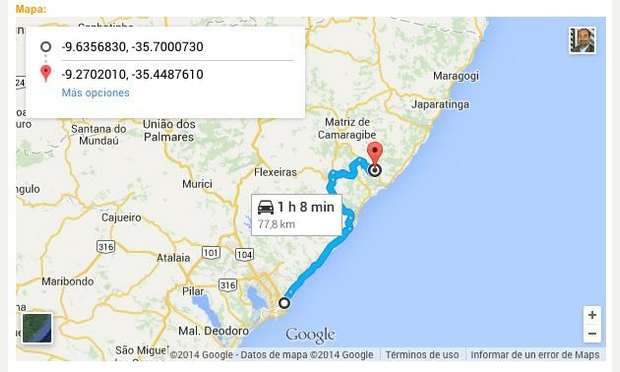 Mapa:
-9.6356830, -35.7000730
-9.2702010, -35.4487610
Más opciones
Maragogi
Japaratinga
Matriz de
Camaragibe
União dos
Palmares
Santana do
Mundaú
Flexeiras
Murici
ngulo
1 h 8 min
77,8 km
Cajueiro
316
101
104
Atalaia
316
Maribondo
Pilar
Mal. Deodoro
Google
São Miguel
©2014 Google - Datos de mapa ©2014 Google
Términos de uso
Informar de un error de Maps
+
−